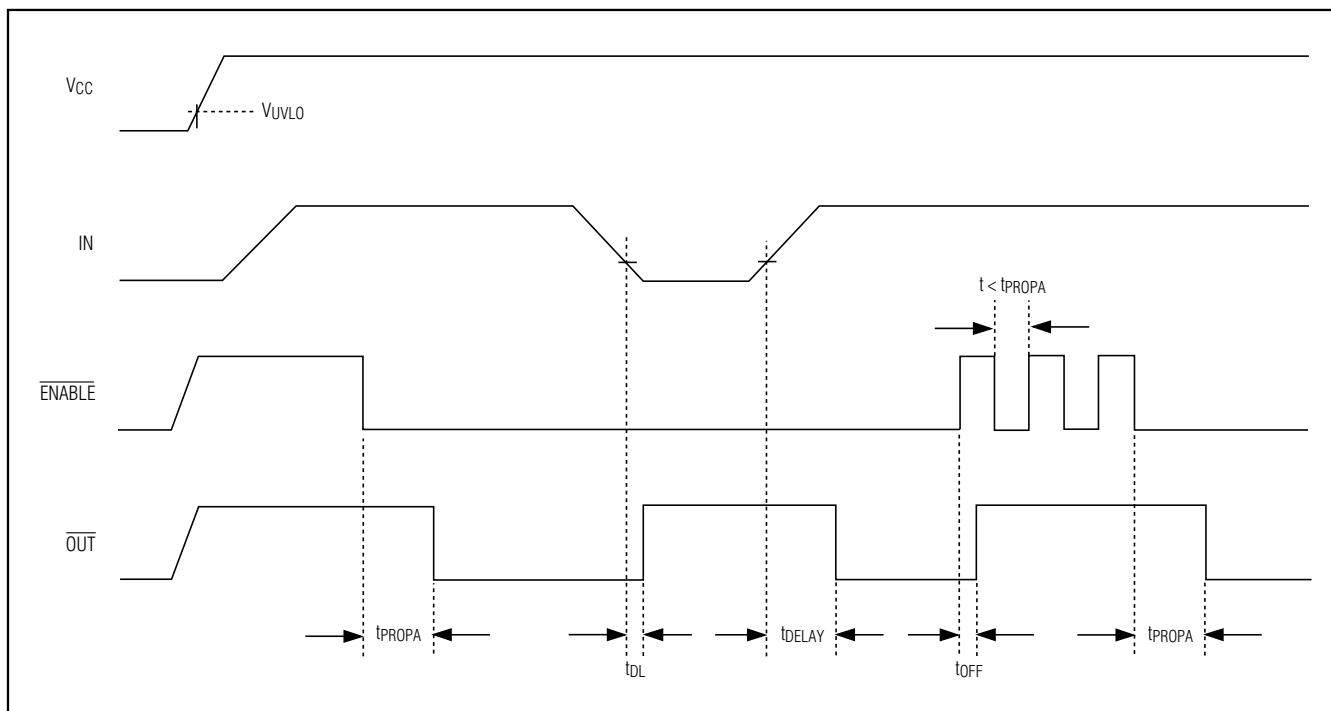 VCC
VUVLO
IN
t < tPROPA
ENABLE
OUT
tPROPA
tDL
tDELAY
tOFF
tPROPA